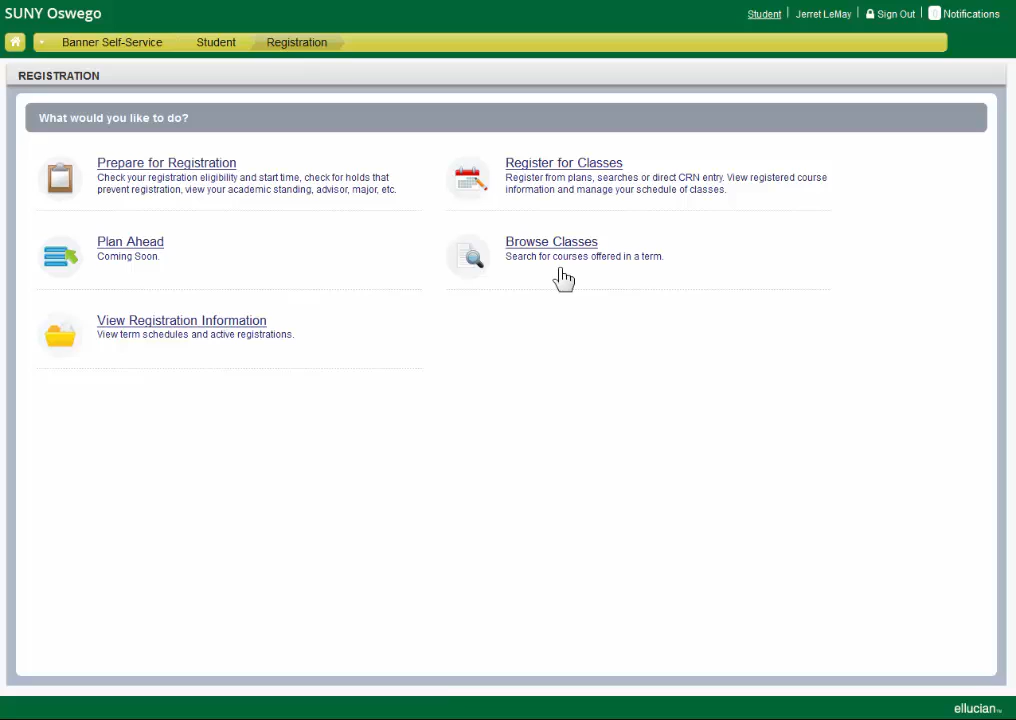 SUNY Oswego
Student Jerret LeMay Sign Out Notifications
Banner Self-Service Student Registration
REGISTRATION
What would you like to do?
Prepare for Registration
Check your registration eligibility and start time, check for holds that
prevent registration, view your academic standing, advisor, major, etc.
Register for Classes
Register from plans, searches or direct CRN entry. View registered course
information and manage your schedule of classes.
Plan Ahead
Coming Soon.
Browse Classes
Search for courses offered in a term.
View Registration Information
View term schedules and active registrations.
ellucian™